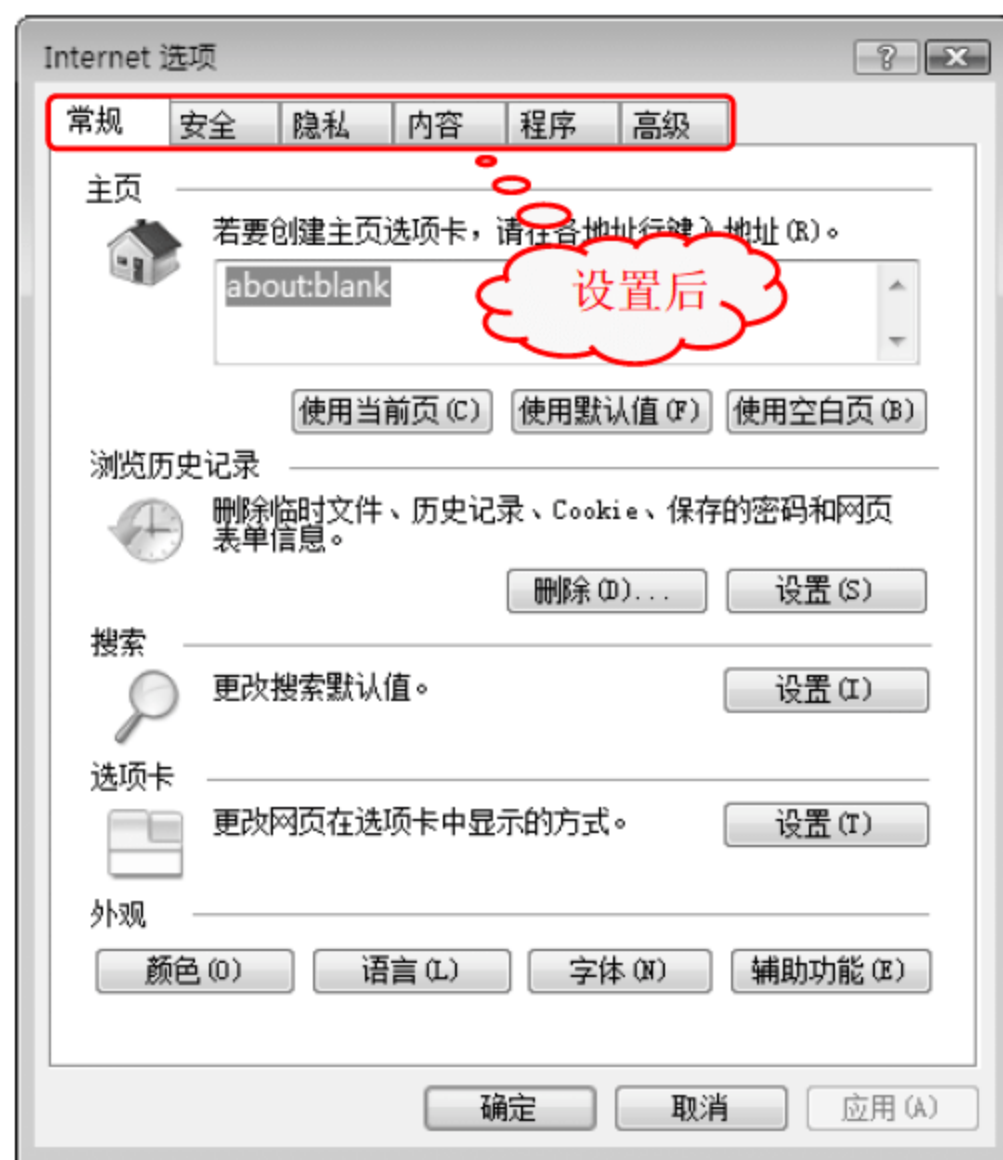 Internet 选项
常规 安全 隐私 内容 程序 高级
主页
若要创建主页选项卡，请在各地址行键入地址(R)。
about:blank
设置后
使用当前页(C) 使用默认值(F) 使用空白页(B)
浏览历史记录
删除临时文件、历史记录、Cookie、保存的密码和网页
表单信息。
删除(D)... 设置(S)
搜索
更改搜索默认值。 设置(I)
选项卡
更改网页在选项卡中显示的方式。 设置(T)
外观
颜色(O) 语言(L) 字体(N) 辅助功能(E)
确定 取消 应用(A)